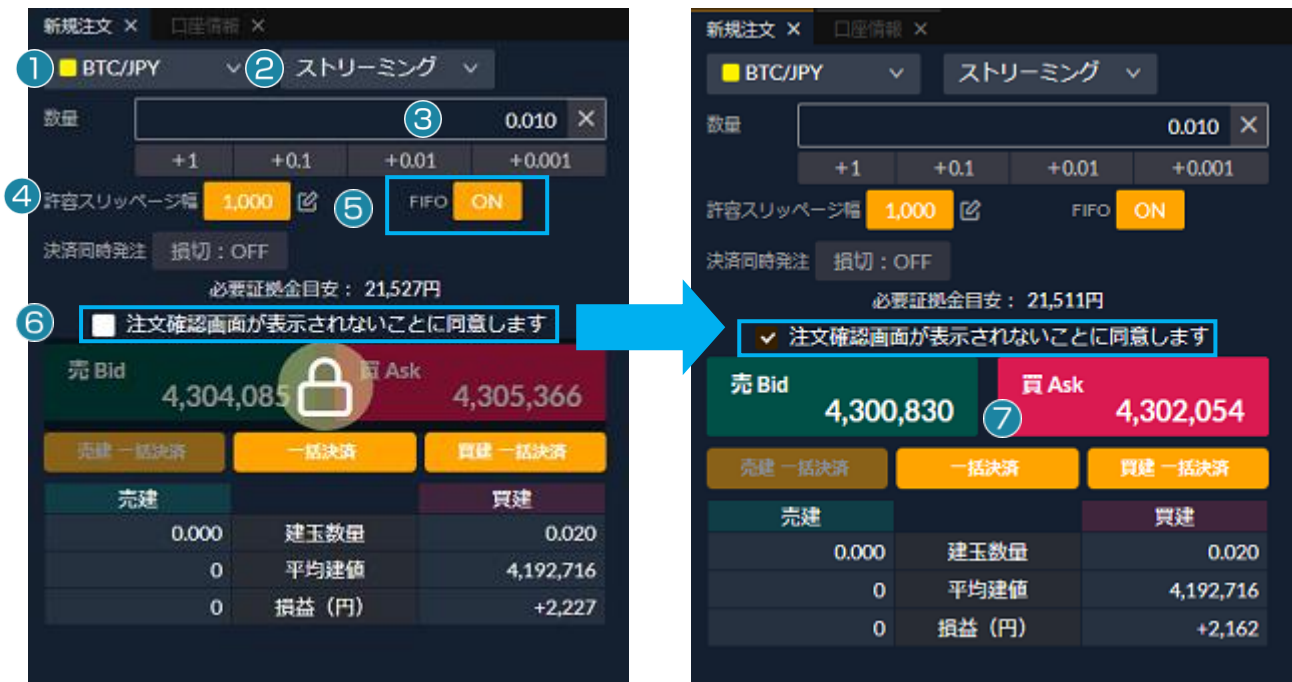 新規注文 × 口座情報 ×
① BTC/JPY ② ストリーミング
数量 ③ 0.010 ×
+1 +0.1 +0.01 +0.001
④ 許容スリッページ幅 1,000 ⑤ FIFO ON
決済同時発注 損切：OFF
必要証拠金目安： 21,527円
⑥ 注文確認画面が表示されないことに同意します
売 Bid 買 Ask
4,304,085 4,305,366
売建 一括決済 一括決済 買建 一括決済
売建 買建
0.000 建玉数量 0.020
0 平均建値 4,192,716
0 損益（円） +2,227
新規注文 × 口座情報 ×
BTC/JPY ストリーミング
数量 0.010 ×
+1 +0.1 +0.01 +0.001
許容スリッページ幅 1,000 FIFO ON
決済同時発注 損切：OFF
必要証拠金目安： 21,511円
注文確認画面が表示されないことに同意します
売 Bid 買 Ask
4,300,830 ⑦ 4,302,054
売建 一括決済 一括決済 買建 一括決済
売建 買建
0.000 建玉数量 0.020
0 平均建値 4,192,716
0 損益（円） +2,162